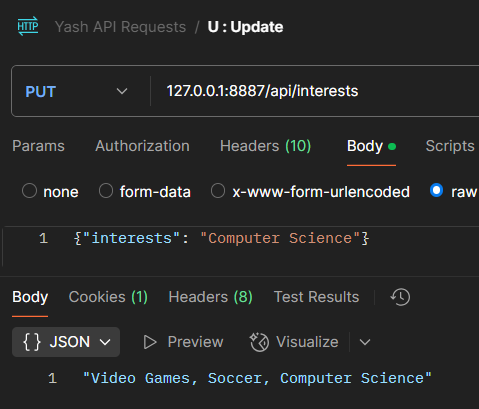 HTTP Yash API Requests / U : Update
PUT 127.0.0.1:8887/api/interests
Params Authorization Headers (10) Body Scripts
none form-data x-www-form-urlencoded raw
1 {"interests": "Computer Science"}
Body Cookies (1) Headers (8) Test Results
{} JSON Preview Visualize
1 "Video Games, Soccer, Computer Science"